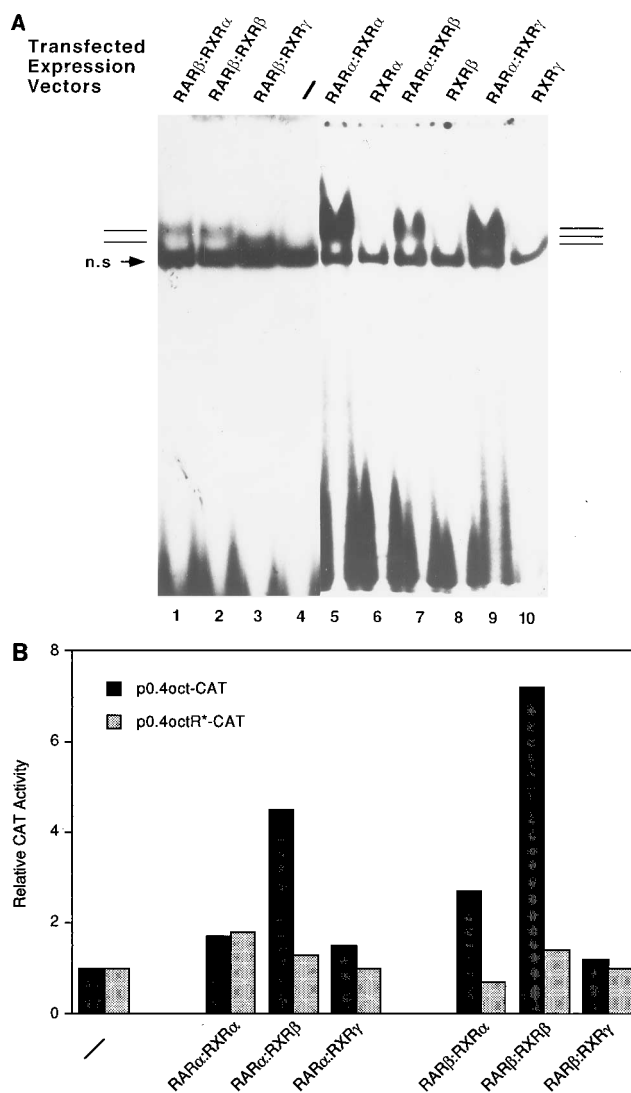 A
Transfected
Expression
Vectors
RARβ:RXRα
RARβ:RXRβ
RARβ:RXRγ
/
RARα:RXRα
RXRα
RARα:RXRβ
RXRβ
RARα:RXRγ
RXRγ
n.s
1 2 3 4 5 6 7 8 9 10
B
8
6
4
2
0
Relative CAT Activity
p0.4oct-CAT
p0.4octR*-CAT
/
RARα:RXRα
RARα:RXRβ
RARα:RXRγ
RARβ:RXRα
RARβ:RXRβ
RARβ:RXRγ